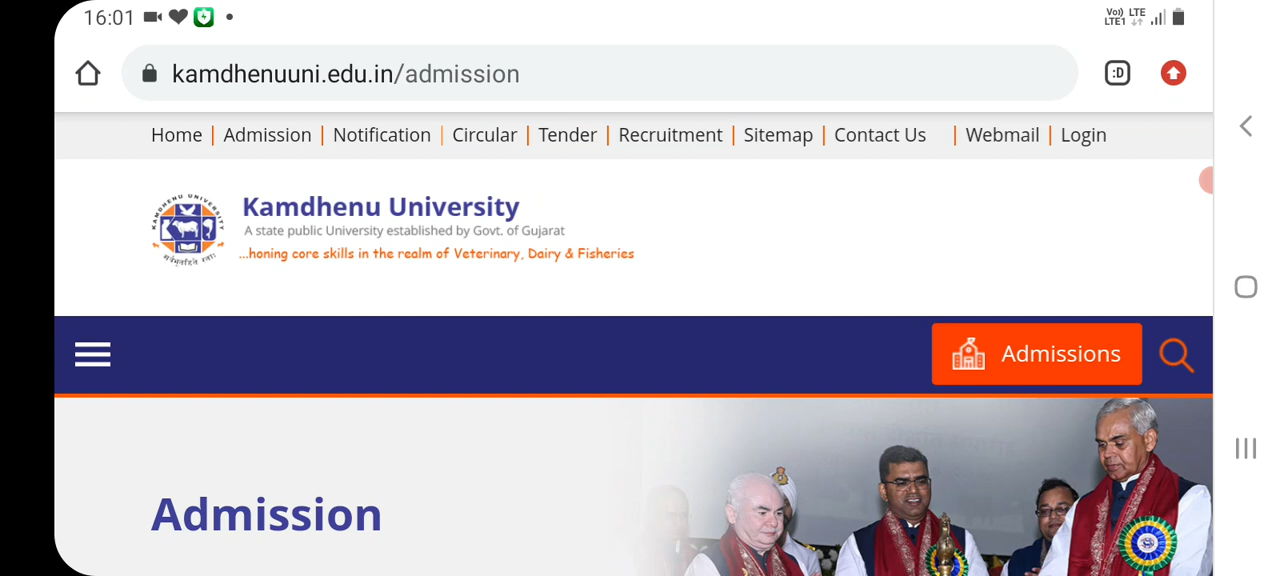 16:01
Vo) LTE
LTE1
kamdhenuuni.edu.in/admission
:D
Home | Admission | Notification | Circular | Tender | Recruitment | Sitemap | Contact Us | Webmail | Login
KAMDHENU UNIVERSITY
Kamdhenu University
A state public University established by Govt. of Gujarat
...honing core skills in the realm of Veterinary, Dairy & Fisheries
Admissions
Admission